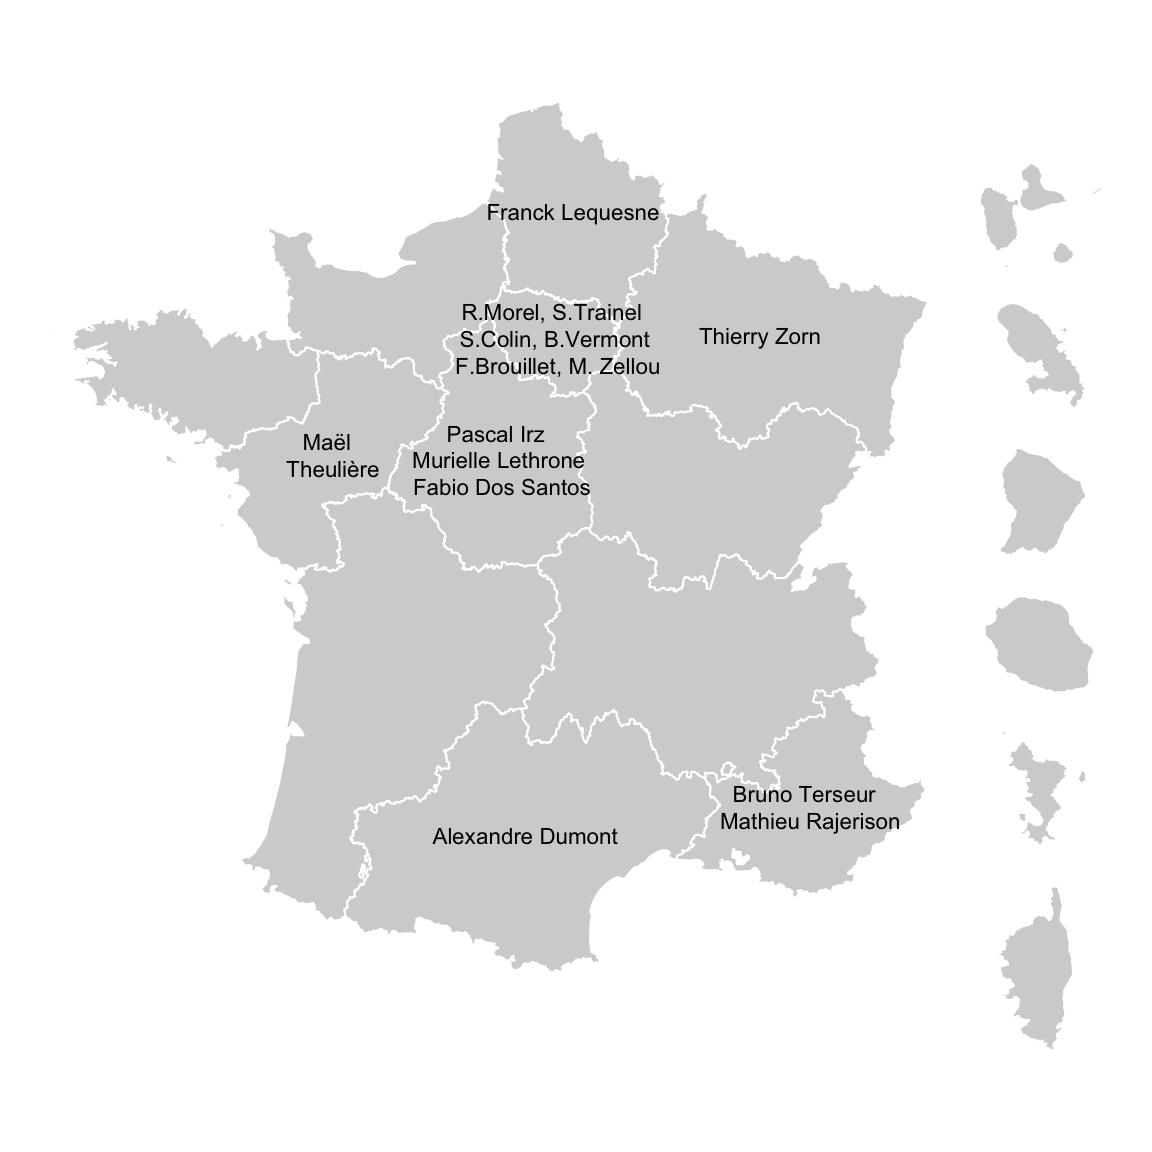 Franck Lequesne
R.Morel, S.Trainel
S.Colin, B.Vermont
F.Brouillet, M. Zellou
Thierry Zorn
Maël
Theulière
Pascal Irz
Murielle Lethrone
Fabio Dos Santos
Bruno Terseur
Mathieu Rajerison
Alexandre Dumont